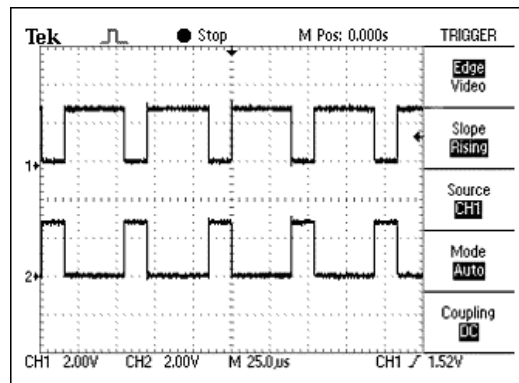 Tek Stop M Pos: 0.000s TRIGGER
Edge
Video
Slope
Rising
Source
CH1
Mode
Auto
Coupling
DC
1
2
CH1 2.00V CH2 2.00V M 25.0µs CH1 1.52V